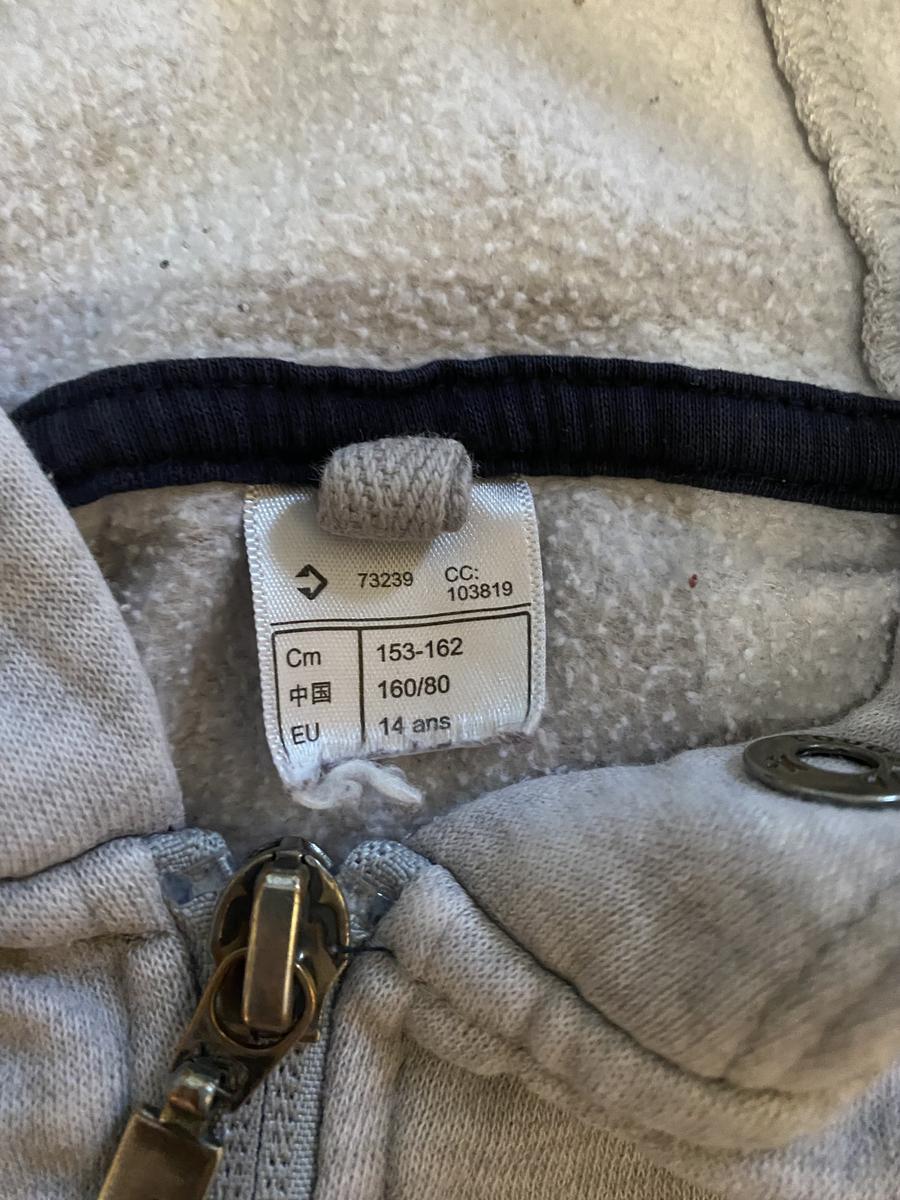 73239 CC:
103819
Cm 153-162
中国 160/80
EU 14 ans